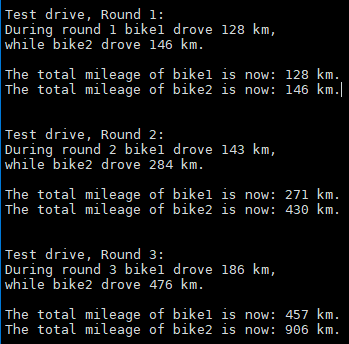 Test drive, Round 1:
During round 1 bike1 drove 128 km,
while bike2 drove 146 km.
The total mileage of bike1 is now: 128 km.
The total mileage of bike2 is now: 146 km.
Test drive, Round 2:
During round 2 bike1 drove 143 km,
while bike2 drove 284 km.
The total mileage of bike1 is now: 271 km.
The total mileage of bike2 is now: 430 km.
Test drive, Round 3:
During round 3 bike1 drove 186 km,
while bike2 drove 476 km.
The total mileage of bike1 is now: 457 km.
The total mileage of bike2 is now: 906 km.